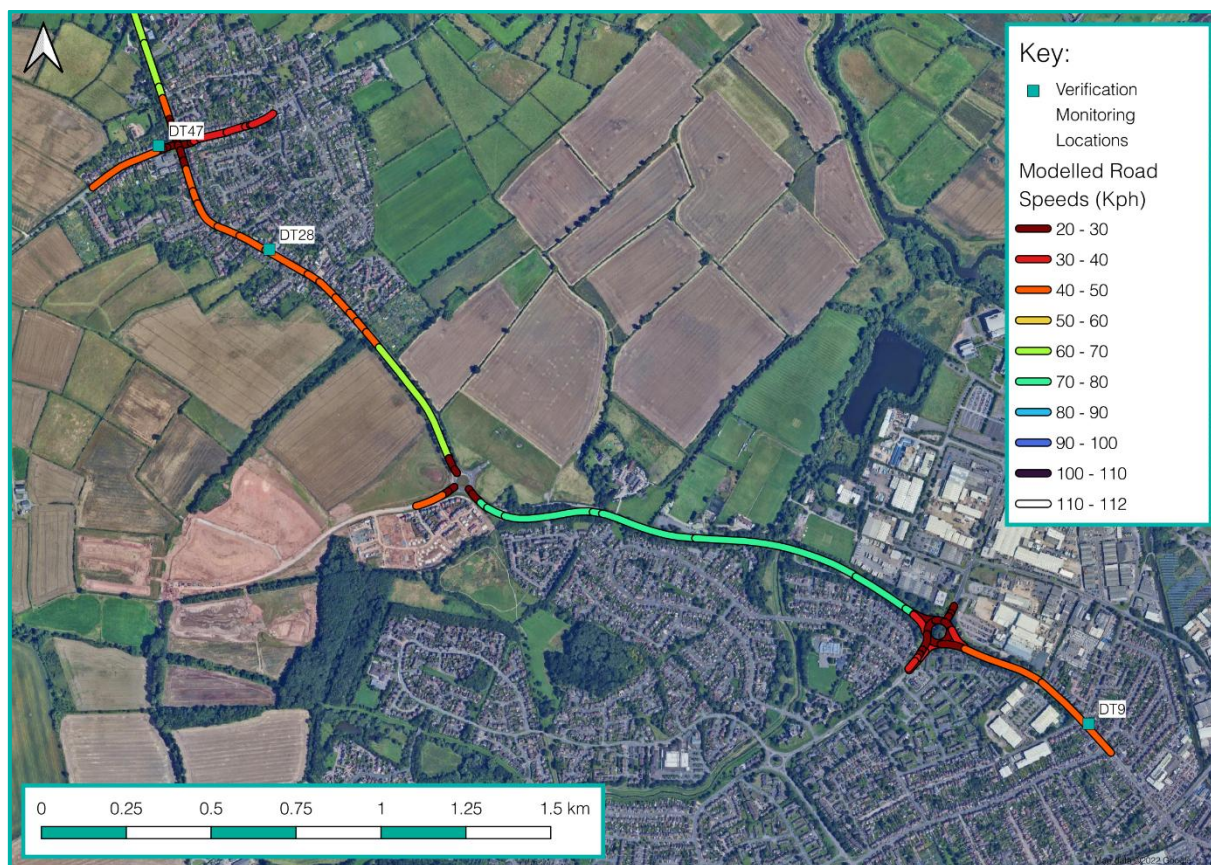 Key:
Verification
Monitoring
Locations
Modelled Road
Speeds (Kph)
20 - 30
30 - 40
40 - 50
50 - 60
60 - 70
70 - 80
80 - 90
90 - 100
100 - 110
110 - 112
DT47
DT28
DT9
0 0.25 0.5 0.75 1 1.25 1.5 km